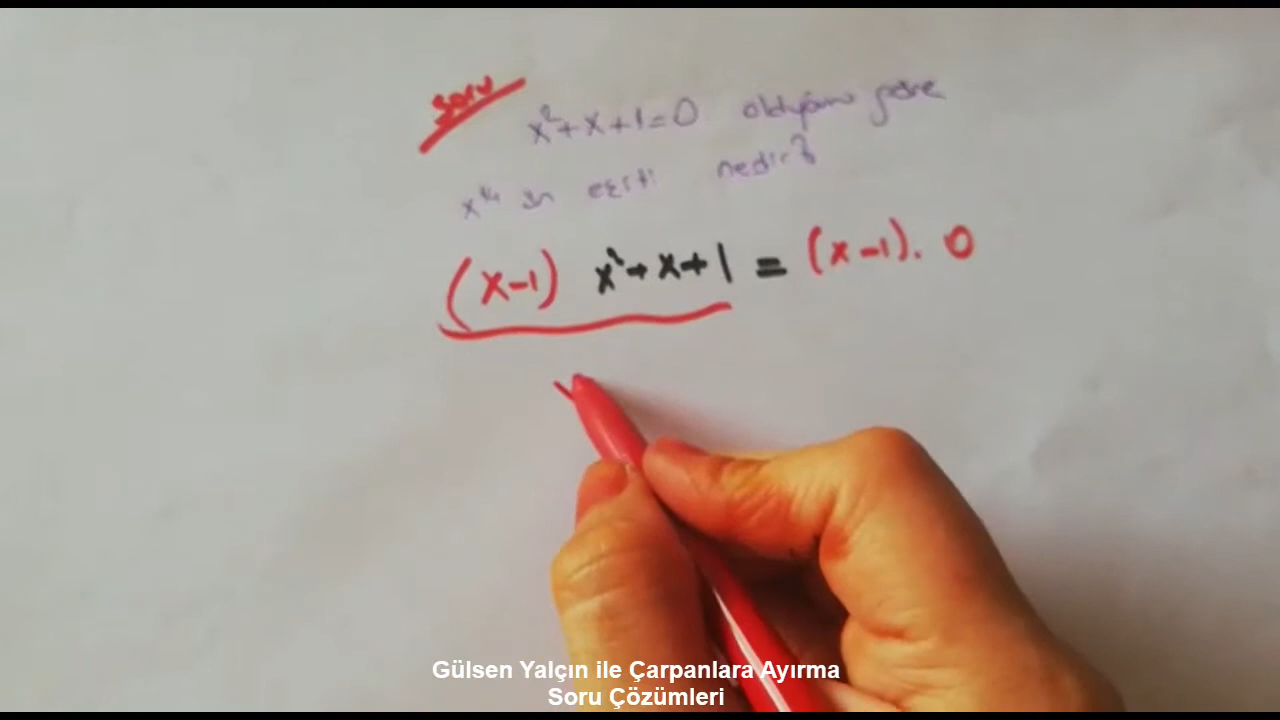 Soru
x²+x+1=0 olduğuna göre
x¹⁴ ün eşiti nedir?
(x-1) x²+x+1 = (x-1). 0
Gülsen Yalçın ile Çarpanlara Ayırma
Soru Çözümleri